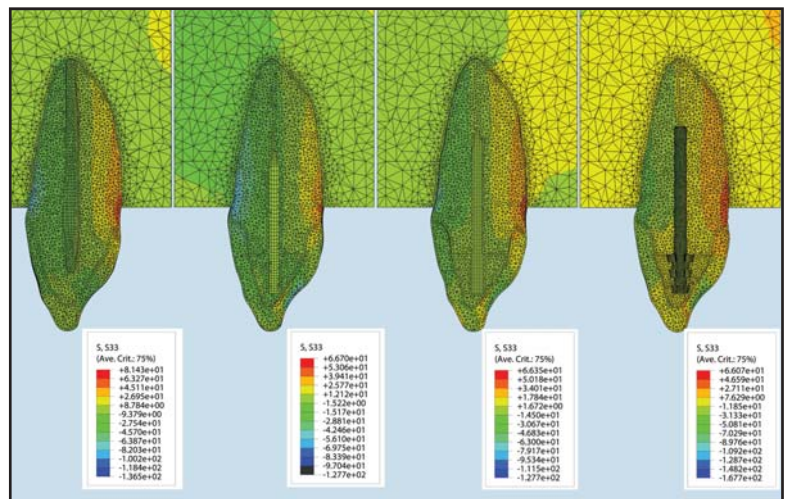 S, S33
(Ave. Crit.: 75%)
+8.143e+01
+6.327e+01
+4.511e+01
+2.695e+01
+8.784e+00
-9.379e+00
-2.754e+01
-4.570e+01
-6.387e+01
-8.203e+01
-1.002e+02
-1.184e+02
-1.365e+02
S, S33
(Ave. Crit.: 75%)
+6.670e+01
+5.306e+01
+3.941e+01
+2.577e+01
+1.212e+01
-1.522e+00
-1.517e+01
-2.881e+01
-4.246e+01
-5.610e+01
-6.975e+01
-8.339e+01
-9.704e+01
-1.277e+02
S, S33
(Ave. Crit.: 75%)
+6.635e+01
+5.018e+01
+3.401e+01
+1.784e+01
+1.672e+00
-1.450e+01
-3.067e+01
-4.683e+01
-6.300e+01
-7.917e+01
-9.534e+01
-1.115e+02
-1.277e+02
S, S33
(Ave. Crit.: 75%)
+6.607e+01
+4.659e+01
+2.711e+01
+7.629e+00
-1.185e+01
-3.133e+01
-5.081e+01
-7.029e+01
-8.976e+01
-1.092e+02
-1.287e+02
-1.482e+02
-1.677e+02